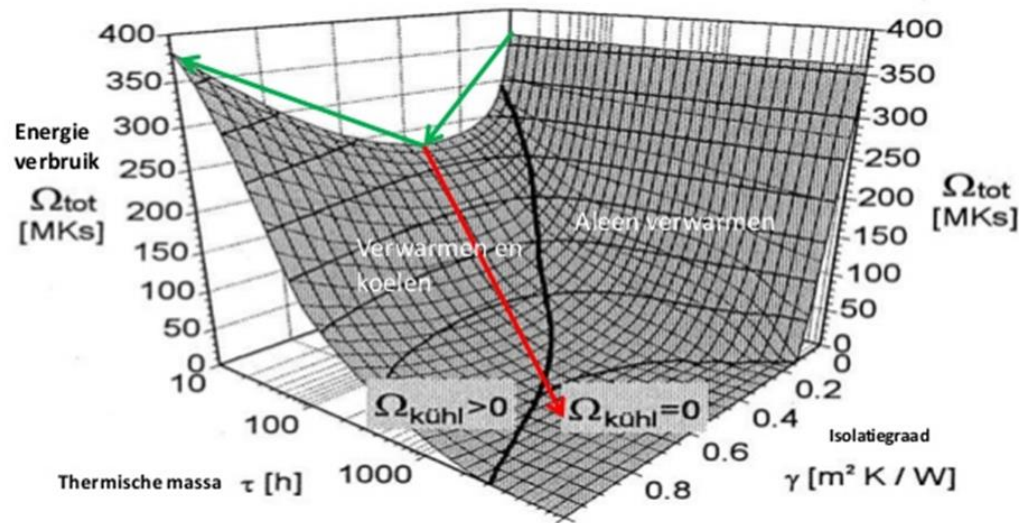 400
350
300
250
200
150
100
50
0
Energie
verbruik
Ωtot
[MKs]
400
350
300
250
200
150
100
50
0
Ωtot
[MKs]
Verwarmen en
koelen
Aleen verwarmen
Ωkühl>0
Ωkühl=0
10
100
1000
Thermische massa τ [h]
0
0.2
0.4
0.6
0.8
Isolatiegraad
γ [m² K / W]